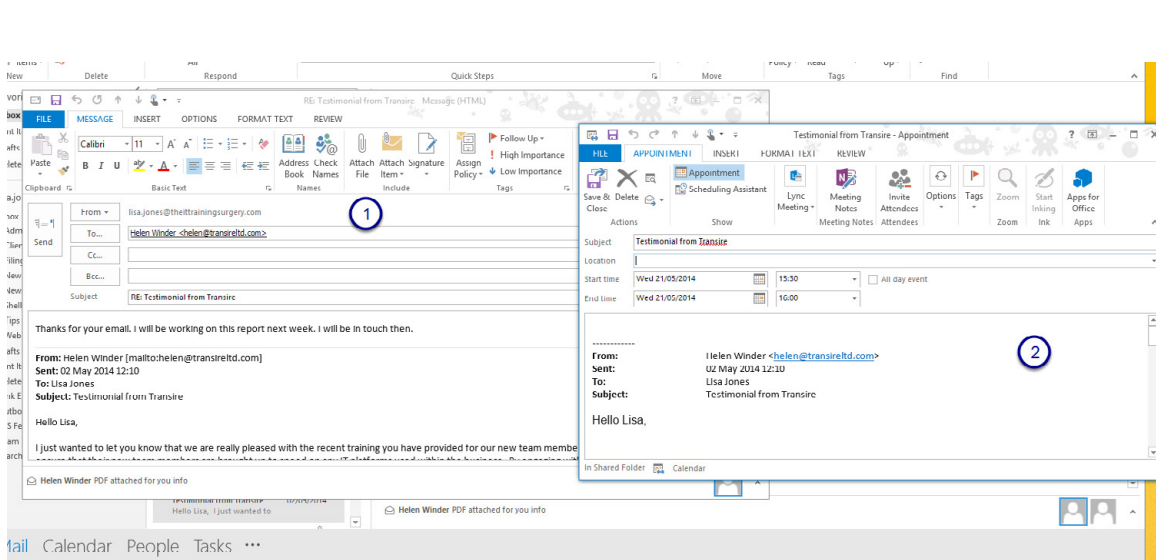 All
New
Delete
Respond
Quick Steps
Move
Tags
Find
RE: Testimonial from Transire - Message (HTML)
FILE MESSAGE INSERT OPTIONS FORMAT TEXT REVIEW
Paste
Calibri 11
B I U
Address Book
Check Names
Attach File
Attach Item
Signature
Assign Policy
Follow Up
High Importance
Low Importance
Clipboard
Basic Text
Names
Include
Tags
1
Send
From
lisa.jones@theittrainingsurgery.com
To...
Helen Winder <helen@transireltd.com>
Cc...
Bcc...
Subject
RE: Testimonial from Transire
Thanks for your email. I will be working on this report next week. I will be in touch then.
From: Helen Winder [mailto:helen@transireltd.com]
Sent: 02 May 2014 12:10
To: Lisa Jones
Subject: Testimonial from Transire
Hello Lisa,
I just wanted to let you know that we are really pleased with the recent training you have provided for our new team membe
Helen Winder PDF attached for you info
Testimonial from Transire - Appointment
FILE APPOINTMENT INSERT FORMAT TEXT REVIEW
Save & Close
Delete
Appointment
Scheduling Assistant
Lync Meeting
Meeting Notes
Invite Attendees
Options
Tags
Zoom
Start Inking
Apps for Office
Actions
Show
Meeting Notes
Attendees
Zoom
Ink
Apps
Subject
Testimonial from Transire
Location
Start time
Wed 21/05/2014
15:30
All day event
End time
Wed 21/05/2014
16:00
------------
2
From: Helen Winder <helen@transireltd.com>
Sent: 02 May 2014 12:10
To: Lisa Jones
Subject: Testimonial from Transire
Hello Lisa,
In Shared Folder Calendar
Testimonial from Transire 02/05/2014
Hello Lisa, I just wanted to
Helen Winder PDF attached for you info
Mail Calendar People Tasks ...